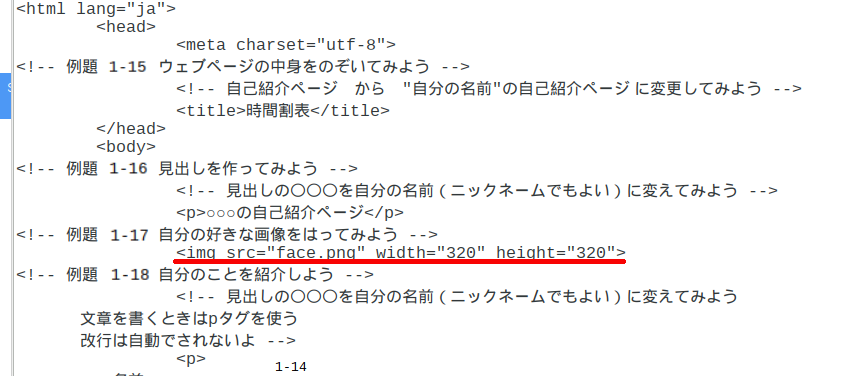 <html lang="ja">
<head>
<meta charset="utf-8">
<!-- 例題 1-15 ウェブページの中身をのぞいてみよう -->
<!-- 自己紹介ページ　から　"自分の名前"の自己紹介ページ に変更してみよう -->
<title>時間割表</title>
</head>
<body>
<!-- 例題 1-16 見出しを作ってみよう -->
<!-- 見出しの〇〇〇を自分の名前(ニックネームでもよい)に変えてみよう -->
<p>○○○の自己紹介ページ</p>
<!-- 例題 1-17 自分の好きな画像をはってみよう -->
<img src="face.png" width="320" height="320">
<!-- 例題 1-18 自分のことを紹介しよう -->
<!-- 見出しの〇〇〇を自分の名前(ニックネームでもよい)に変えてみよう
文章を書くときはpタグを使う
改行は自動でされないよ -->
<p>
1-14